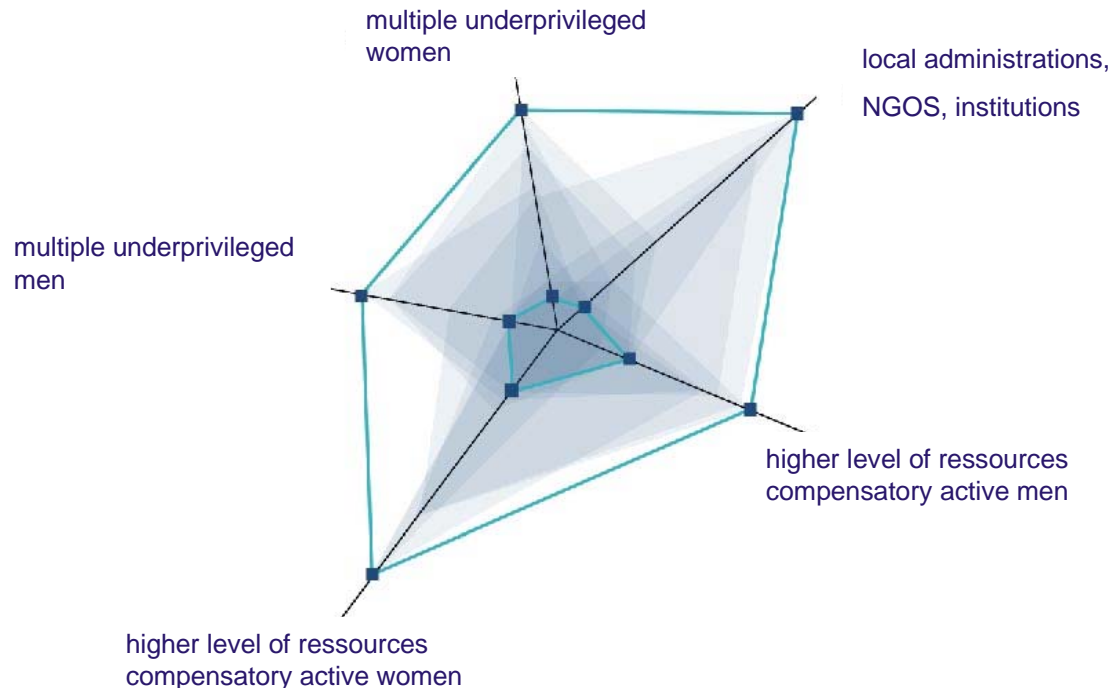 multiple underprivileged
women
local administrations,
NGOS, institutions
multiple underprivileged
men
higher level of ressources
compensatory active men
higher level of ressources
compensatory active women